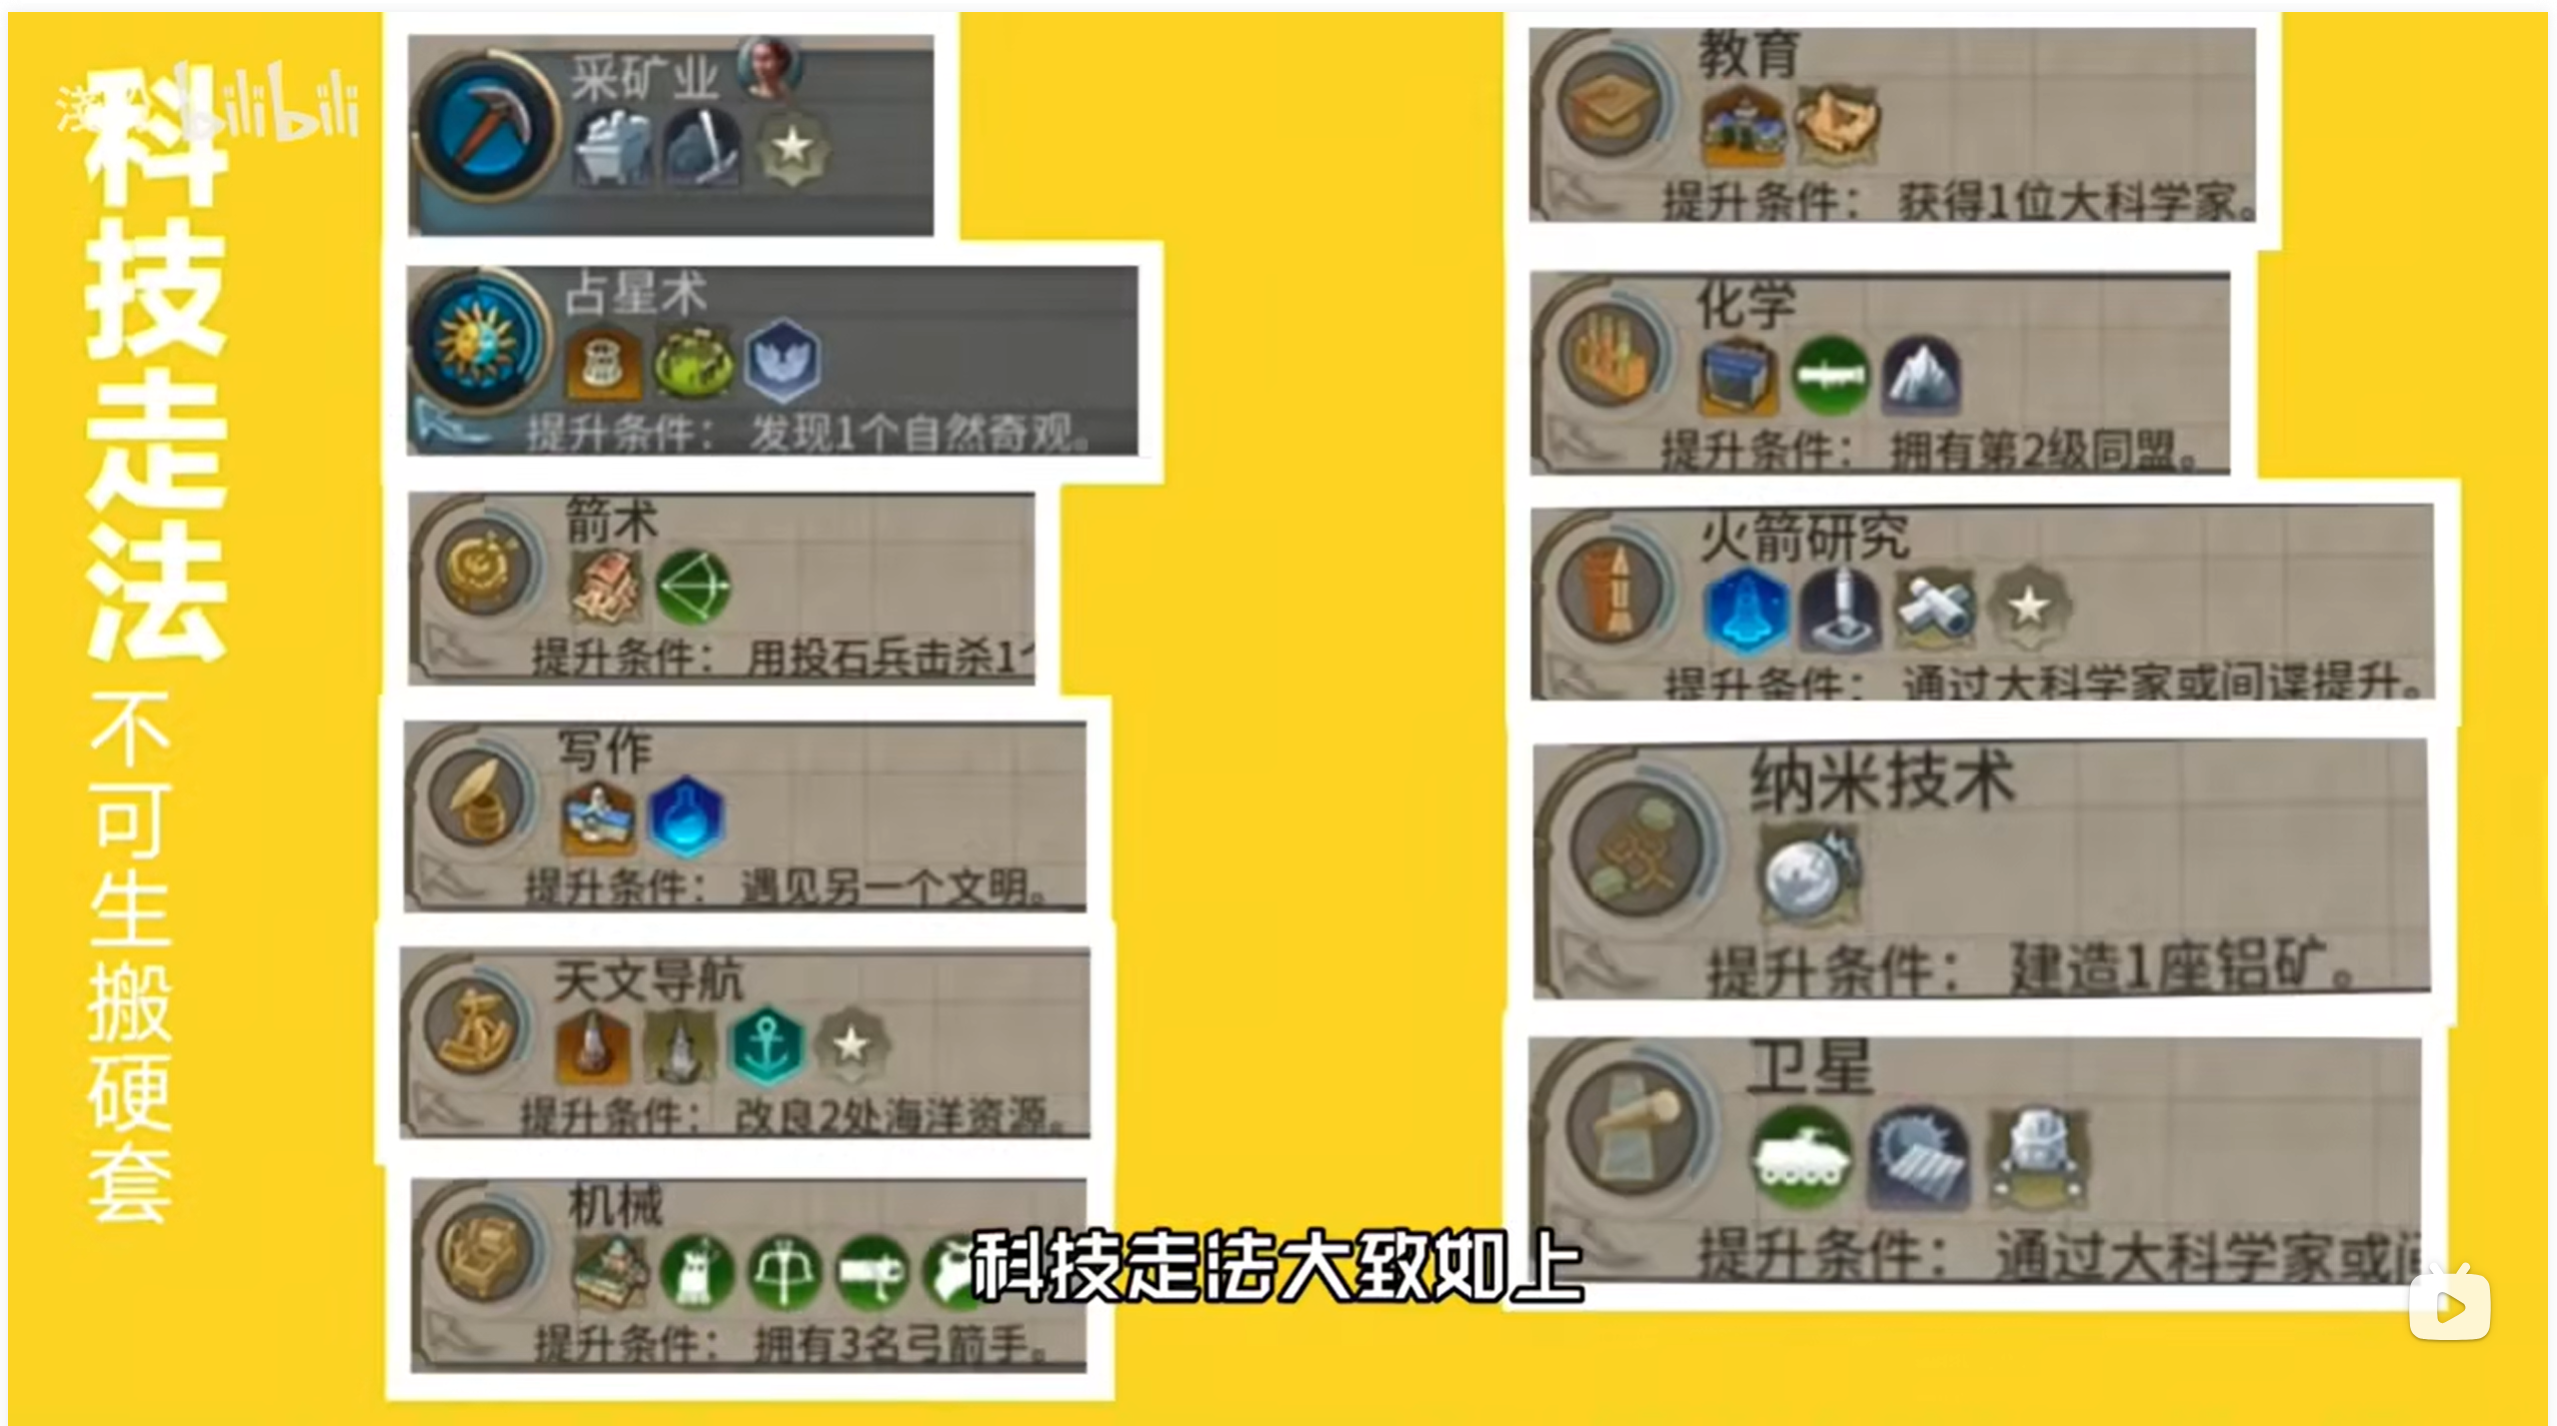 科技走法
不可生搬硬套
bilibili
采矿业
占星术
提升条件： 发现1个自然奇观。
箭术
提升条件： 用投石兵击杀1
写作
提升条件： 遇见另一个文明。
天文导航
提升条件： 改良2处海洋资源。
机械
提升条件： 拥有3名弓箭手。
教育
提升条件： 获得1位大科学家。
化学
提升条件： 拥有第2级同盟。
火箭研究
提升条件： 通过大科学家或间谍提升。
纳米技术
提升条件： 建造1座铝矿。
卫星
提升条件： 通过大科学家或间
科技走法大致如上